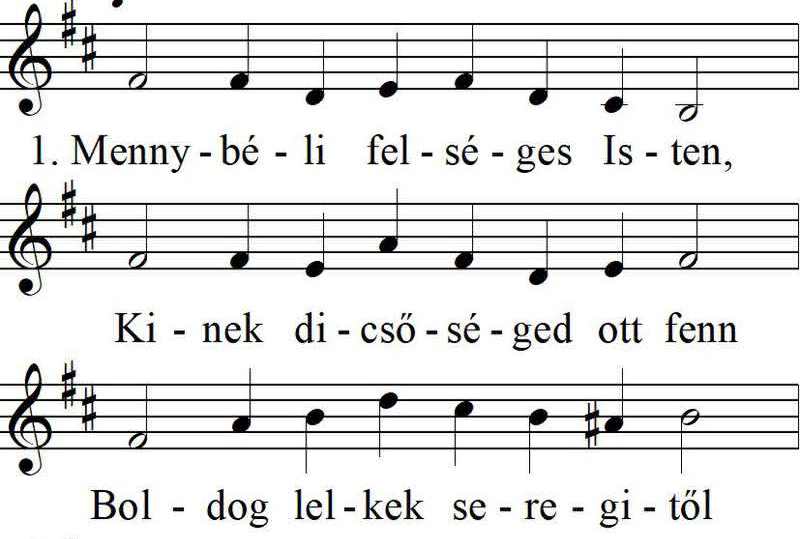 1. Menny - bé - li fel - sé - ges Is - ten,
Ki - nek di - cső - sé - ged ott fenn
Bol - dog lel - kek se - re - gi - től